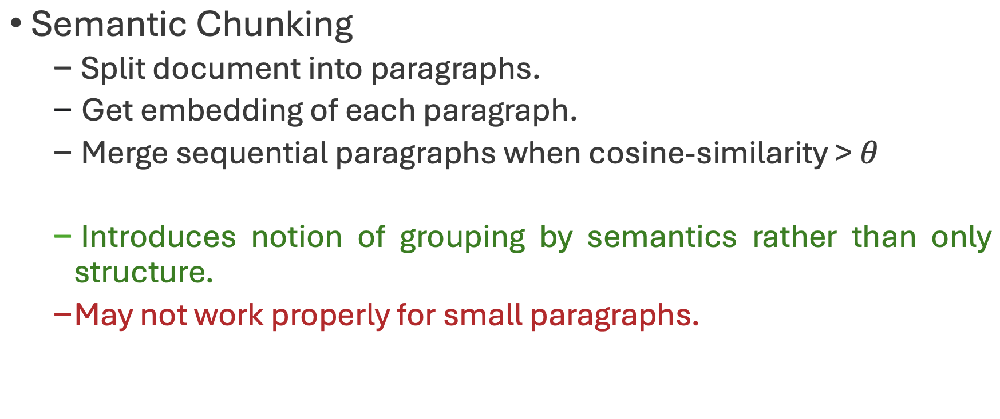 • Semantic Chunking
– Split document into paragraphs.
– Get embedding of each paragraph.
– Merge sequential paragraphs when cosine-similarity > θ
– Introduces notion of grouping by semantics rather than only
structure.
–May not work properly for small paragraphs.